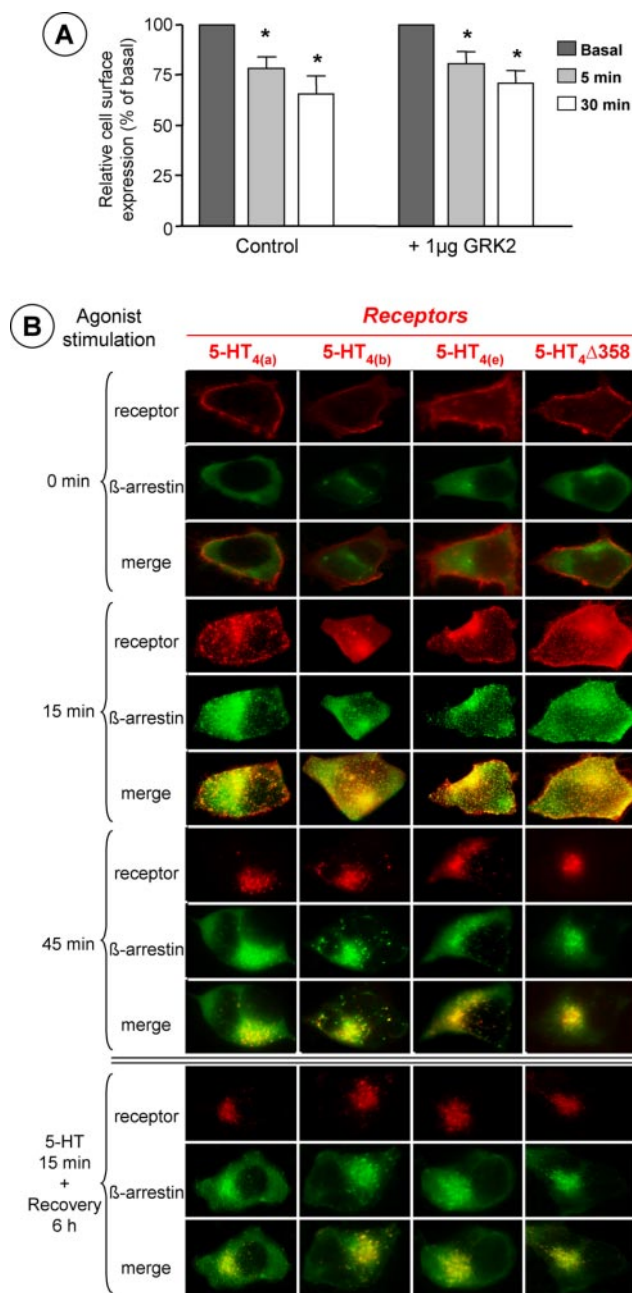 A
Relative cell surface
expression (% of basal)
100
75
50
25
0
* * * *
Control
+ 1µg GRK2
Basal
5 min
30 min
B
Agonist
stimulation
Receptors
5-HT4(a) 5-HT4(b) 5-HT4(e) 5-HT4Δ358
0 min
receptor
ß-arrestin
merge
15 min
receptor
ß-arrestin
merge
45 min
receptor
ß-arrestin
merge
5-HT
15 min
+
Recovery
6 h
receptor
ß-arrestin
merge